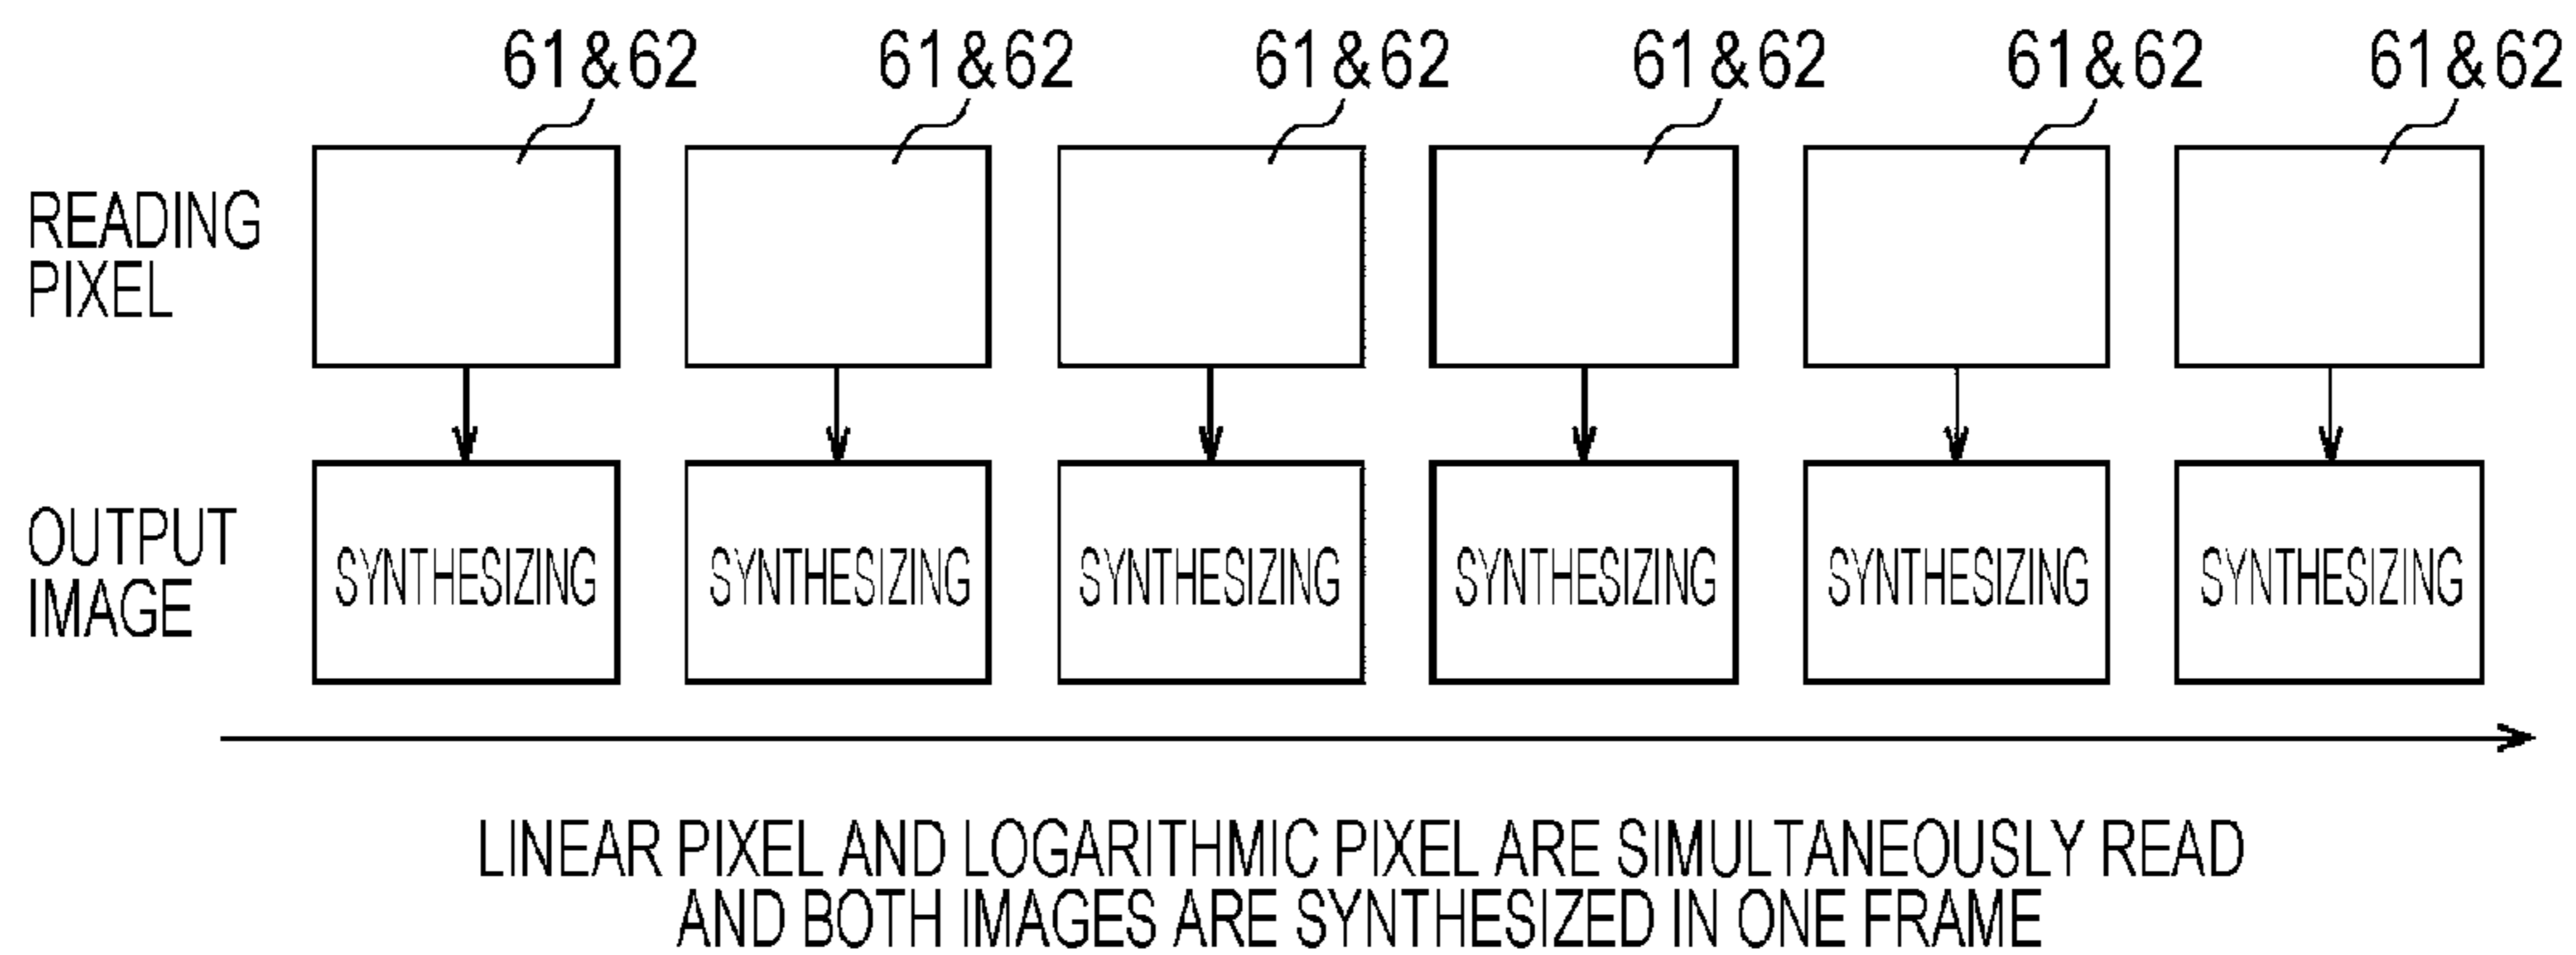 61&62 61&62 61&62 61&62 61&62 61&62
READING
PIXEL
OUTPUT
IMAGE
SYNTHESIZING SYNTHESIZING SYNTHESIZING SYNTHESIZING SYNTHESIZING SYNTHESIZING
LINEAR PIXEL AND LOGARITHMIC PIXEL ARE SIMULTANEOUSLY READ
AND BOTH IMAGES ARE SYNTHESIZED IN ONE FRAME